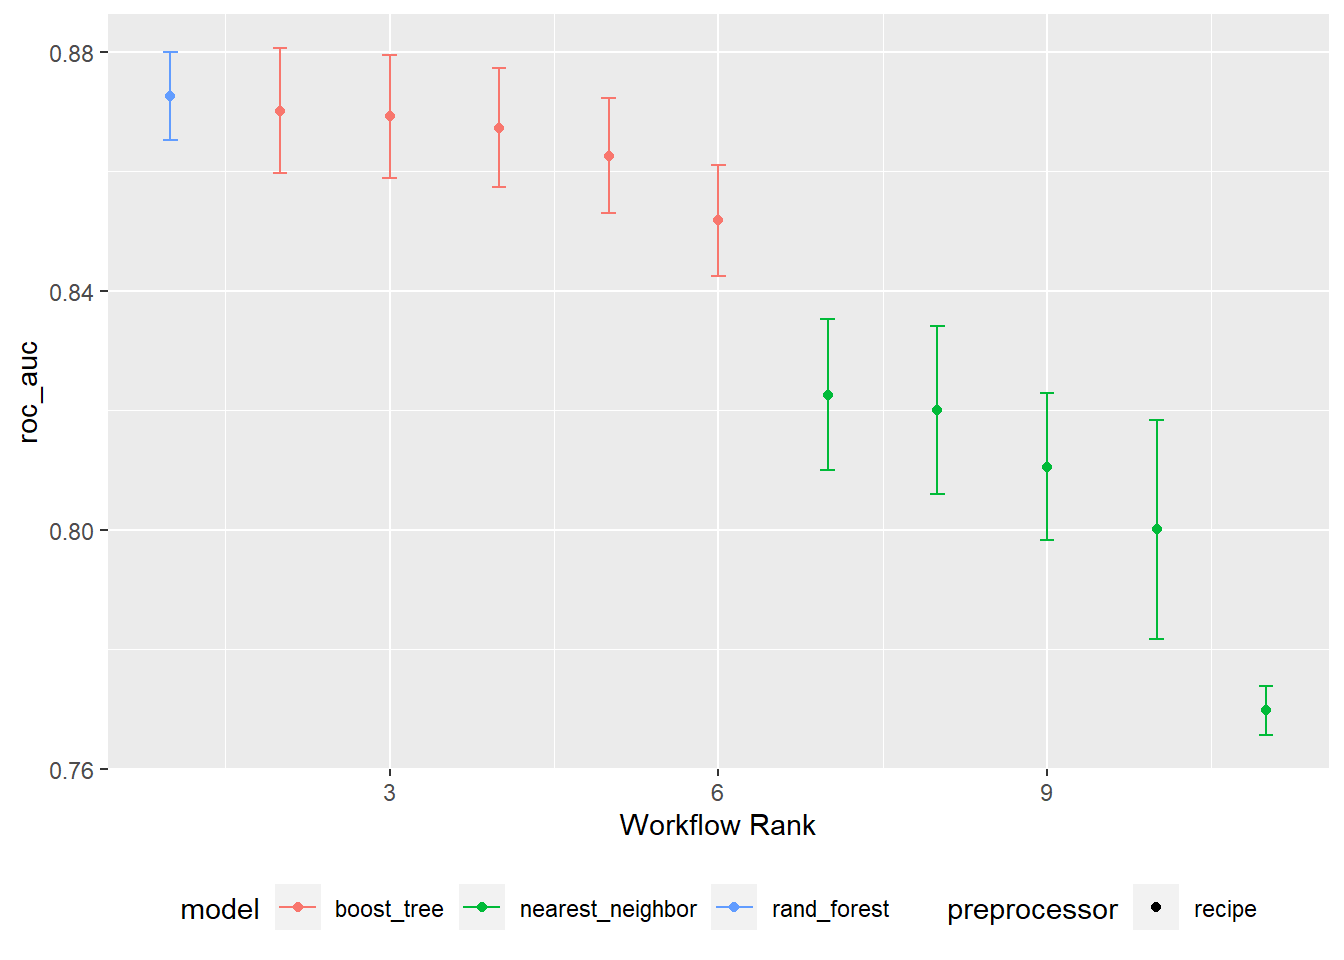 0.88
0.84
0.80
0.76
roc_auc
3 6 9
Workflow Rank
model boost_tree nearest_neighbor rand_forest preprocessor recipe